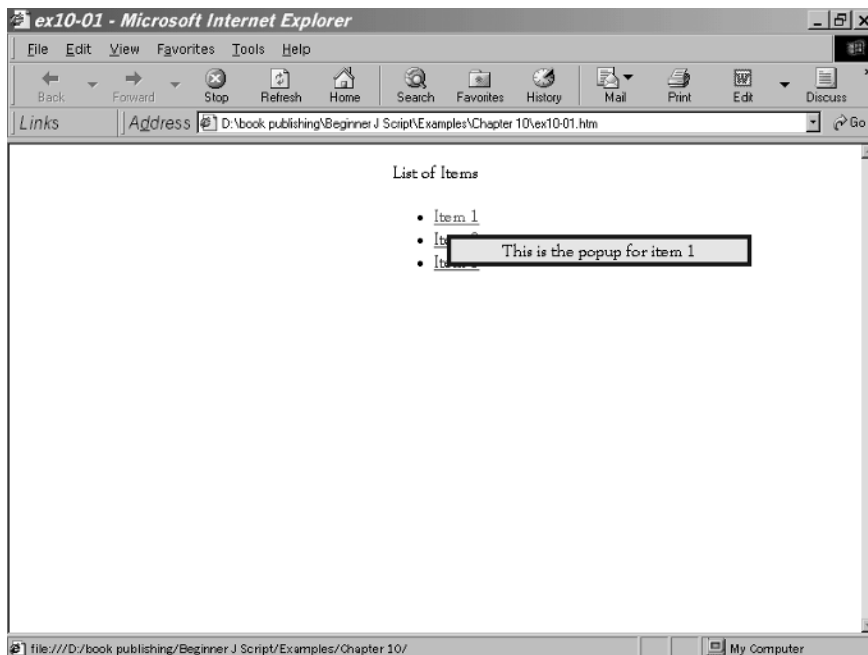 ex10-01 - Microsoft Internet Explorer
File Edit View Favorites Tools Help
Back Forward Stop Refresh Home Search Favorites History Mail Print Edit Discuss
Links Address D:\book publishing\Beginner J Script\Examples\Chapter 10\ex10-01.htm Go
List of Items
• Item 1
• It
This is the popup for item 1
• It
file:///D:/book publishing/Beginner J Script/Examples/Chapter 10/ My Computer